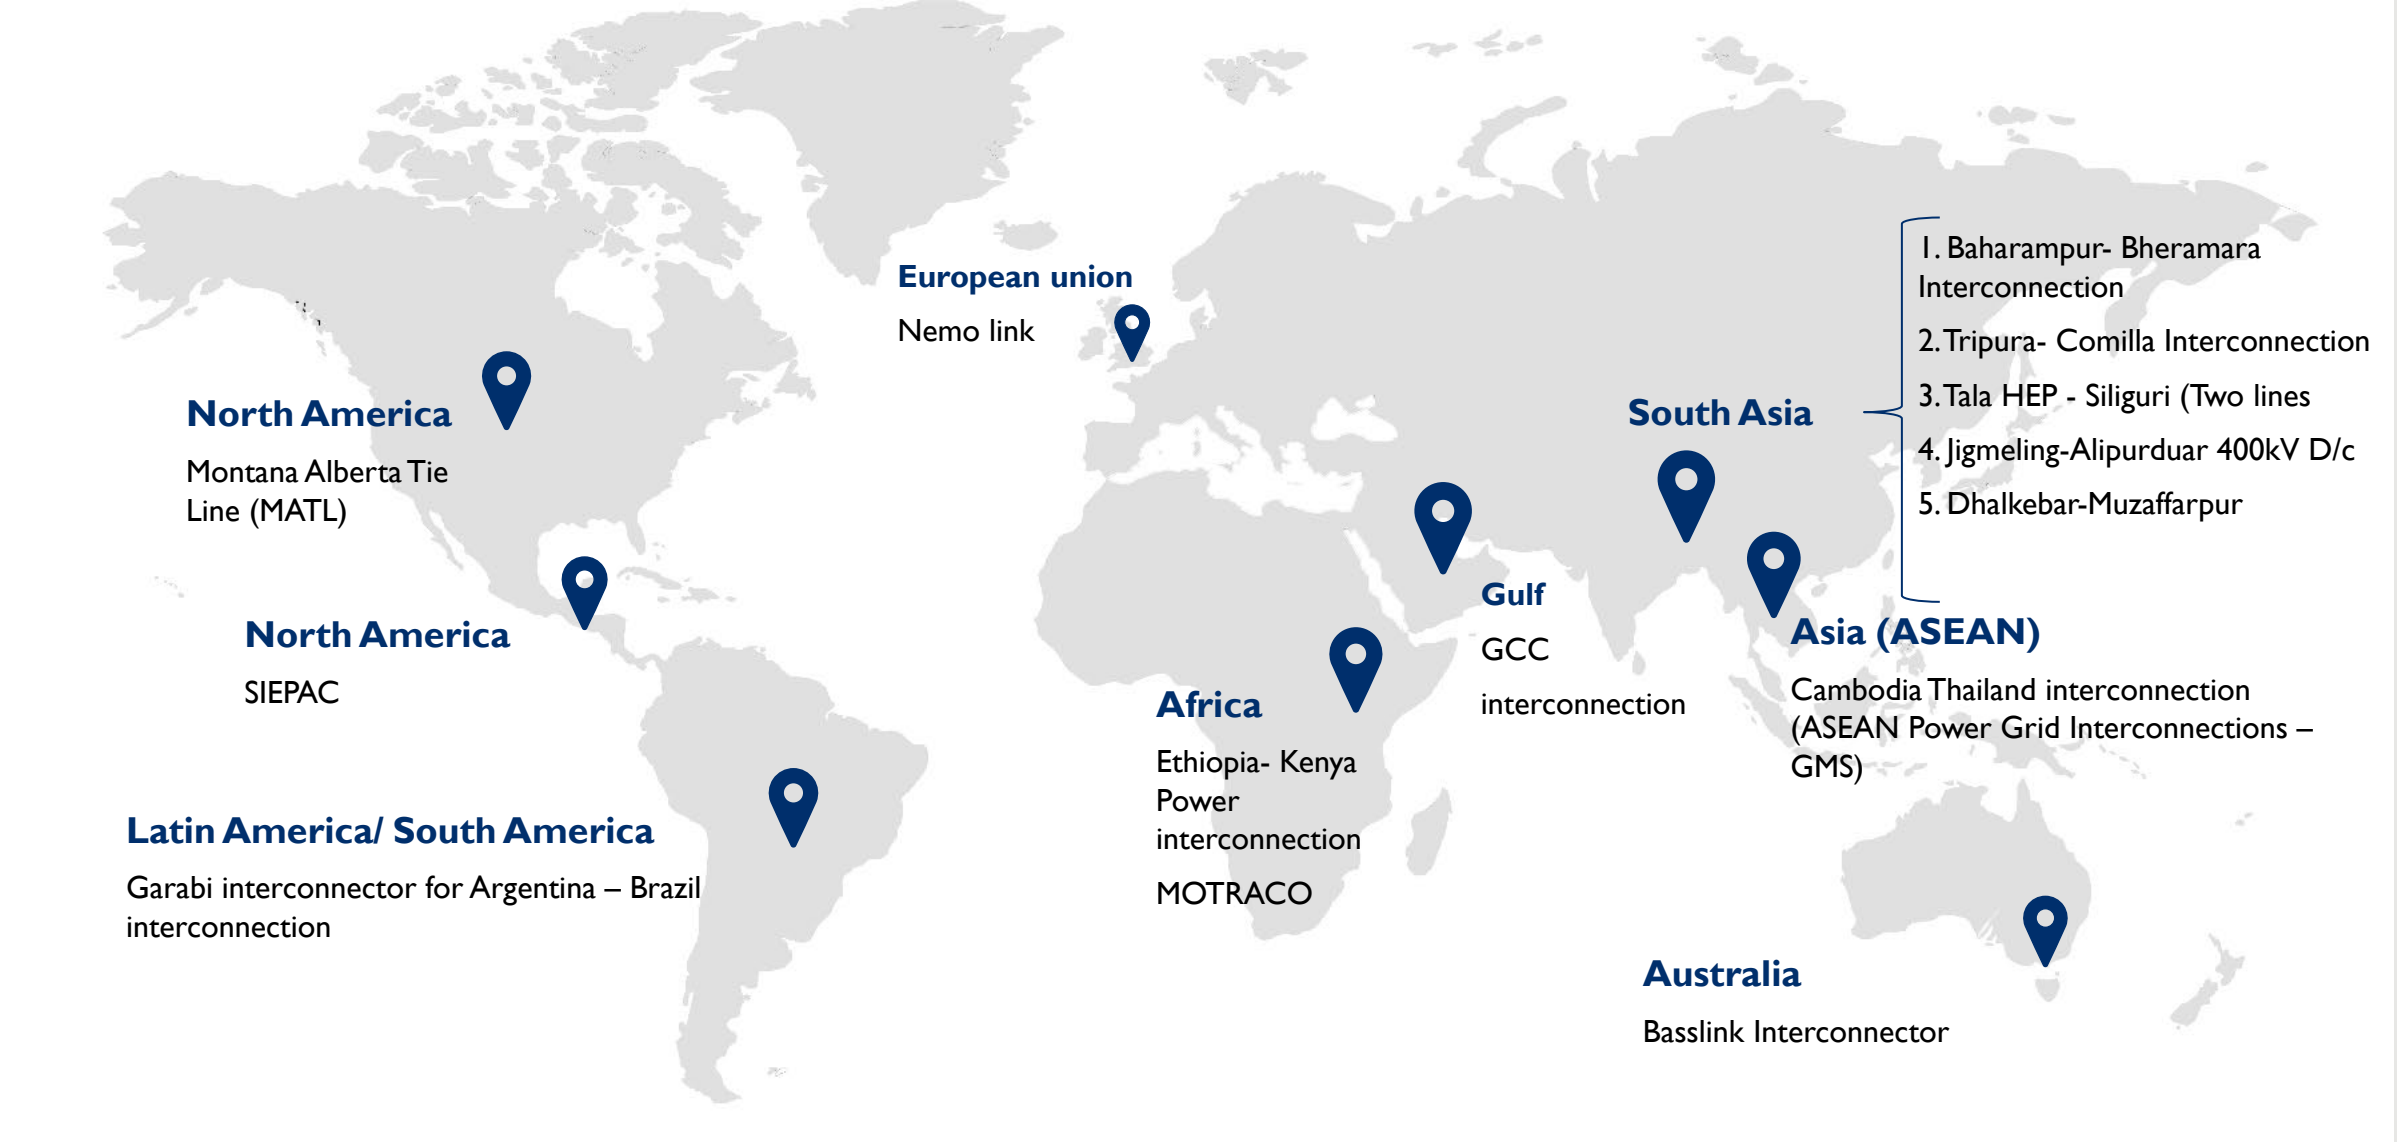 European union
Nemo link
North America
Montana Alberta Tie
Line (MATL)
North America
SIEPAC
Latin America/ South America
Garabi interconnector for Argentina – Brazil
interconnection
Africa
Ethiopia- Kenya
Power
interconnection
MOTRACO
Gulf
GCC
interconnection
South Asia
1. Baharampur- Bheramara
Interconnection
2. Tripura- Comilla Interconnection
3. Tala HEP - Siliguri (Two lines
4. Jigmeling-Alipurduar 400kV D/c
5. Dhalkebar-Muzaffarpur
Asia (ASEAN)
Cambodia Thailand interconnection
(ASEAN Power Grid Interconnections –
GMS)
Australia
Basslink Interconnector